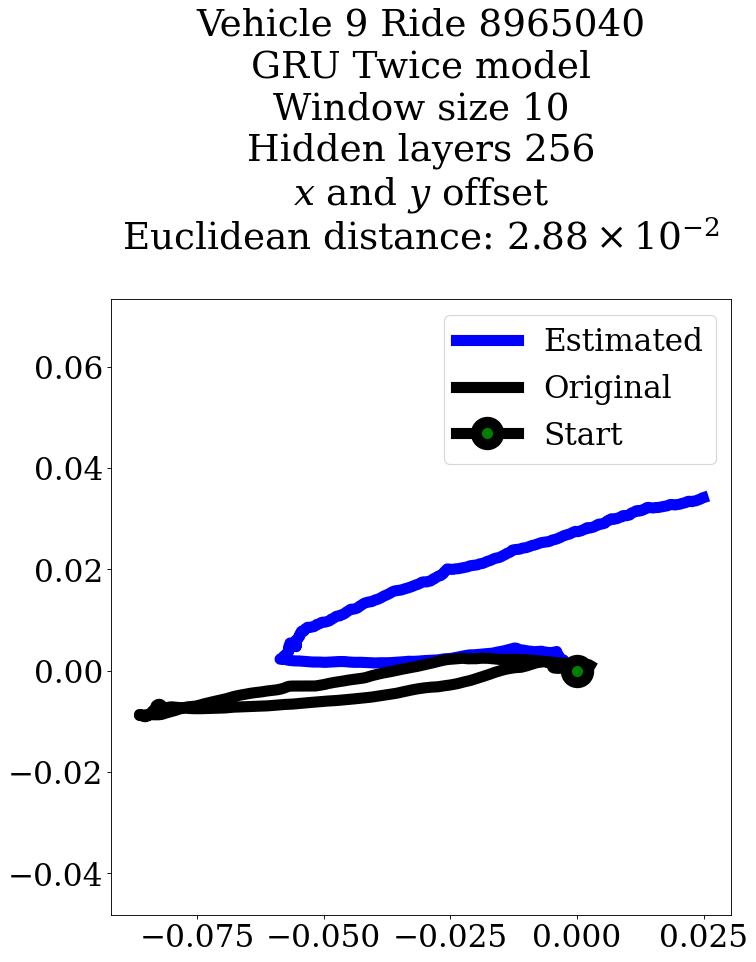 Vehicle 9 Ride 8965040
GRU Twice model
Window size 10
Hidden layers 256
x and y offset
Euclidean distance: 2.88 × 10⁻²
Estimated
Original
Start
0.06
0.04
0.02
0.00
−0.02
−0.04
−0.075 −0.050 −0.025 0.000 0.025